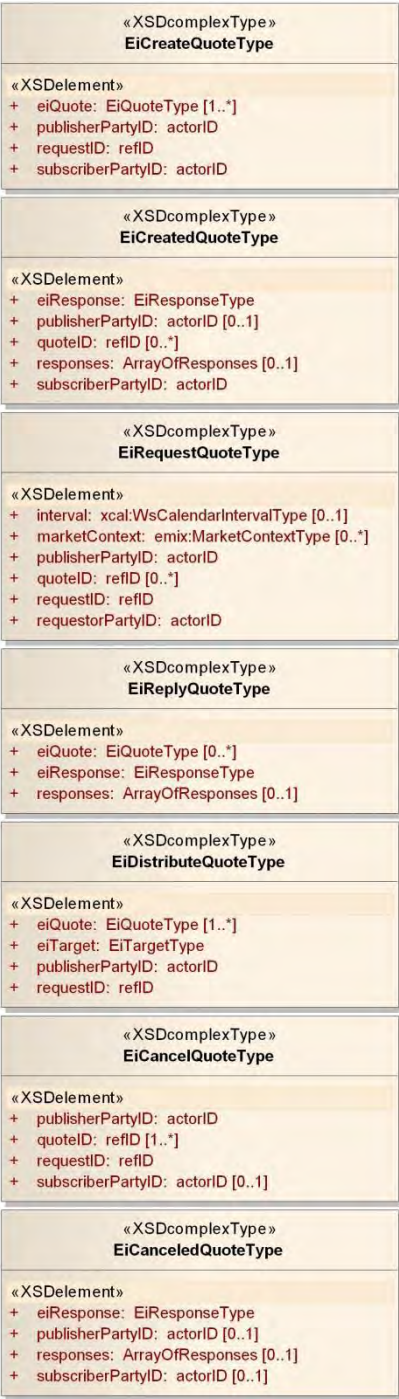 «XSDcomplexType»
EiCreateQuoteType
«XSDelement»
+ eiQuote: EiQuoteType [1..*]
+ publisherPartyID: actorID
+ requestID: refID
+ subscriberPartyID: actorID
«XSDcomplexType»
EiCreatedQuoteType
«XSDelement»
+ eiResponse: EiResponseType
+ publisherPartyID: actorID [0..1]
+ quoteID: refID [0..*]
+ responses: ArrayOfResponses [0..1]
+ subscriberPartyID: actorID
«XSDcomplexType»
EiRequestQuoteType
«XSDelement»
+ interval: xcal:WsCalendarIntervalType [0..1]
+ marketContext: emix:MarketContextType [0..*]
+ publisherPartyID: actorID
+ quoteID: refID [0..*]
+ requestID: refID
+ requestorPartyID: actorID
«XSDcomplexType»
EiReplyQuoteType
«XSDelement»
+ eiQuote: EiQuoteType [0..*]
+ eiResponse: EiResponseType
+ responses: ArrayOfResponses [0..1]
«XSDcomplexType»
EiDistributeQuoteType
«XSDelement»
+ eiQuote: EiQuoteType [1..*]
+ eiTarget: EiTargetType
+ publisherPartyID: actorID
+ requestID: refID
«XSDcomplexType»
EiCancelQuoteType
«XSDelement»
+ publisherPartyID: actorID
+ quoteID: refID [1..*]
+ requestID: refID
+ subscriberPartyID: actorID [0..1]
«XSDcomplexType»
EiCanceledQuoteType
«XSDelement»
+ eiResponse: EiResponseType
+ publisherPartyID: actorID [0..1]
+ responses: ArrayOfResponses [0..1]
+ subscriberPartyID: actorID [0..1]